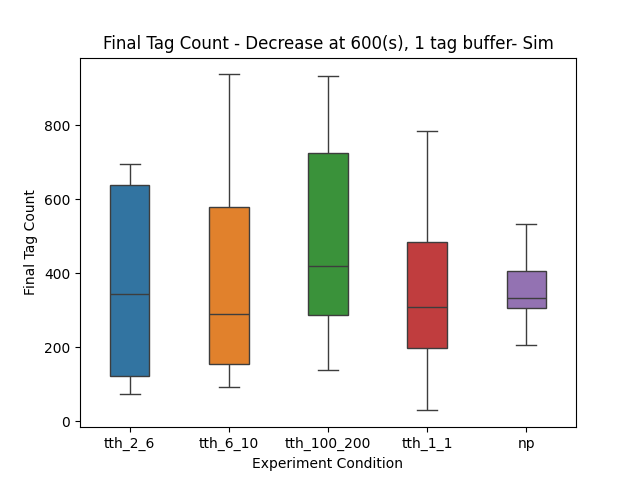 Final Tag Count - Decrease at 600(s), 1 tag buffer- Sim
Final Tag Count
800
600
400
200
0
tth_2_6 tth_6_10 tth_100_200 tth_1_1 np
Experiment Condition